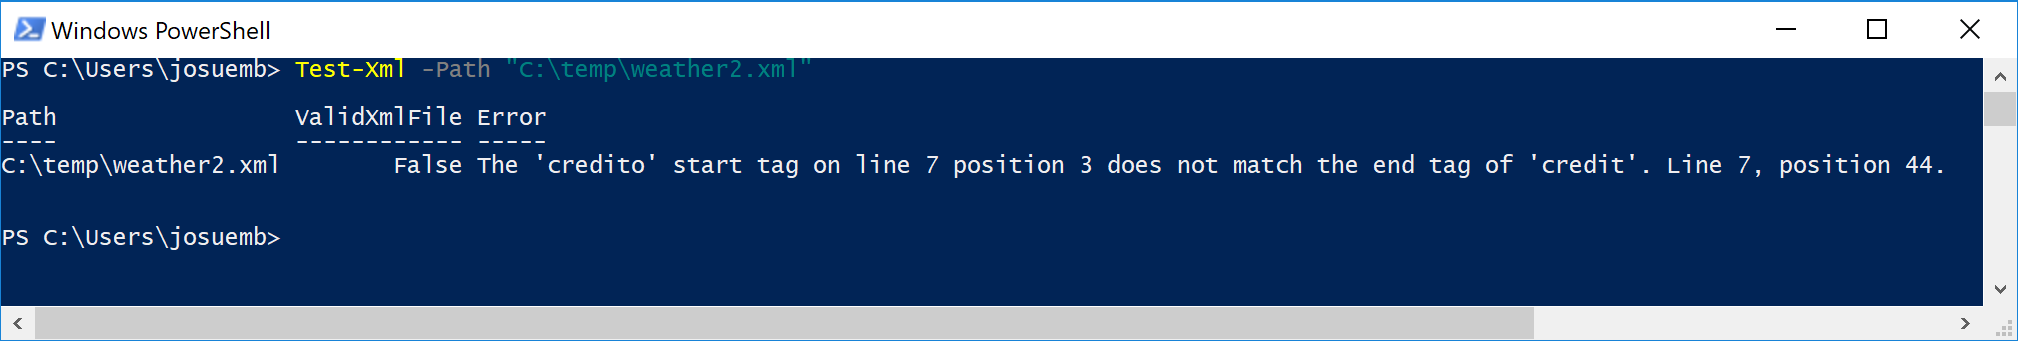 Windows PowerShell
PS C:\Users\josuemb> Test-Xml -Path "C:\temp\weather2.xml"
Path ValidXmlFile Error
---- ------------ -----
C:\temp\weather2.xml False The 'credito' start tag on line 7 position 3 does not match the end tag of 'credit'. Line 7, position 44.
PS C:\Users\josuemb>